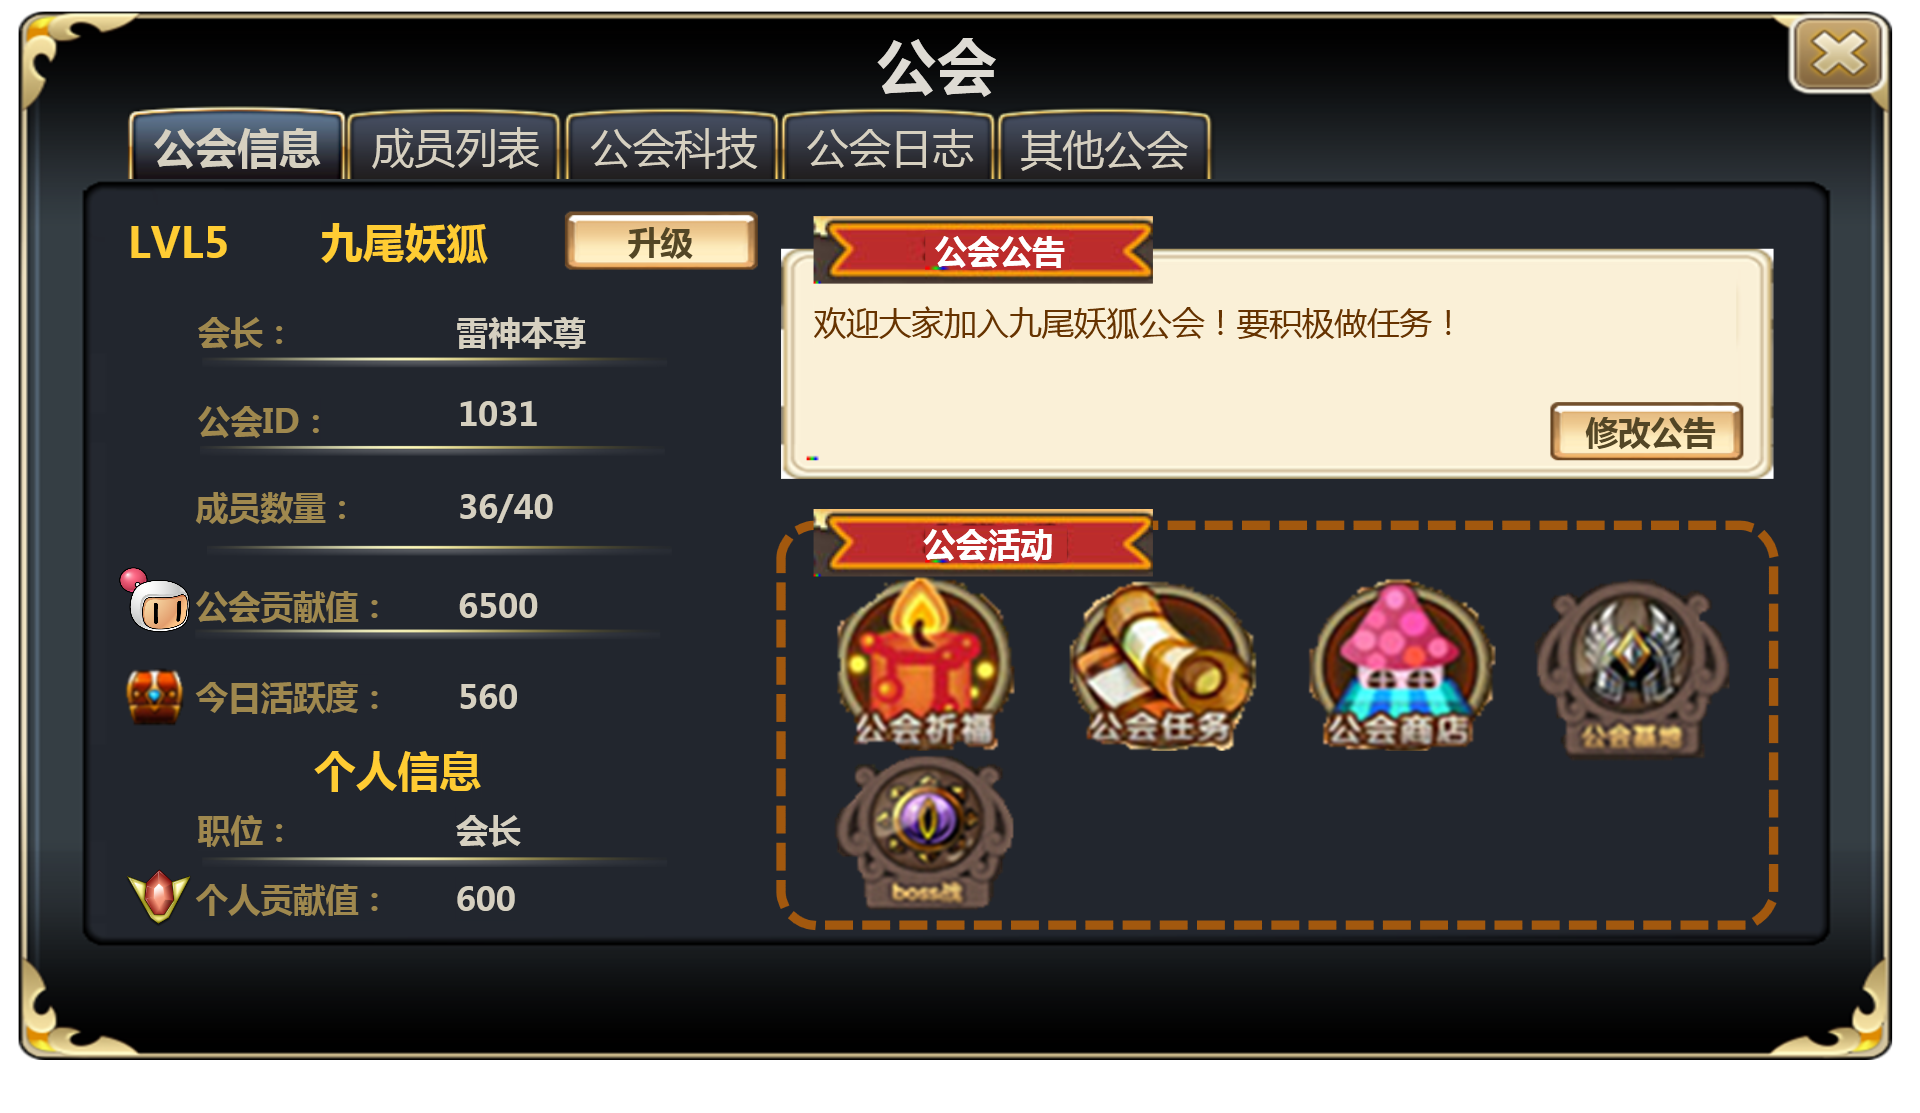 公会
公会信息 成员列表 公会科技 公会日志 其他公会
LVL5 九尾妖狐 升级
会长： 雷神本尊
公会ID： 1031
成员数量： 36/40
公会贡献值： 6500
今日活跃度： 560
个人信息
职位： 会长
个人贡献值： 600
公会公告
欢迎大家加入九尾妖狐公会！要积极做任务！
修改公告
公会活动
公会祈福 公会任务 公会商店 公会基地
boss战